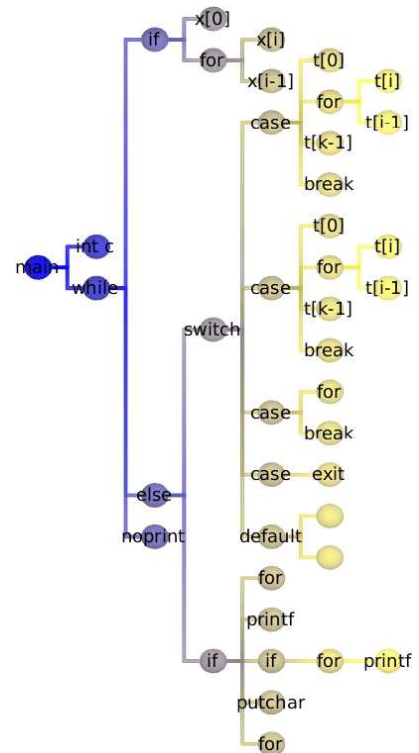 x[0]
if
x[i]
for
t[0]
x[i-1]
t[i]
for
case
t[i-1]
t[k-1]
break
t[0]
int c
t[i]
for
main
while
case
t[i-1]
t[k-1]
switch
break
for
case
break
case
exit
else
noprint
default
for
printf
if
if
for
printf
putchar
for